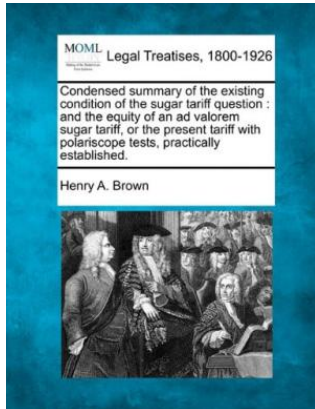 MOML
Legal Treatises, 1800-1926
Condensed summary of the existing
condition of the sugar tariff question :
and the equity of an ad valorem
sugar tariff, or the present tariff with
polariscope tests, practically
established.
Henry A. Brown